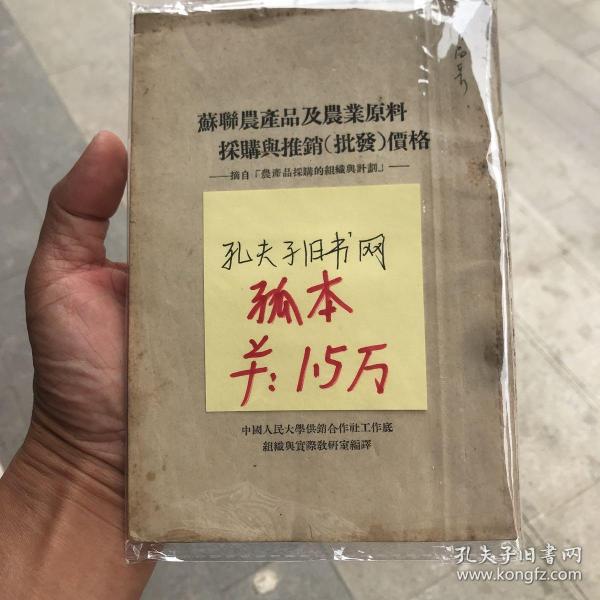 蘇聯農產品及農業原料
採購與推銷(批發)價格
——摘自「農產品採購的組織與計劃」——
孔夫子旧书网
孤本
羊:1.5万
中國人民大學供銷合作社工作底
組織與實際敎研室編譯
孔夫子旧書网
www.kongfz.com